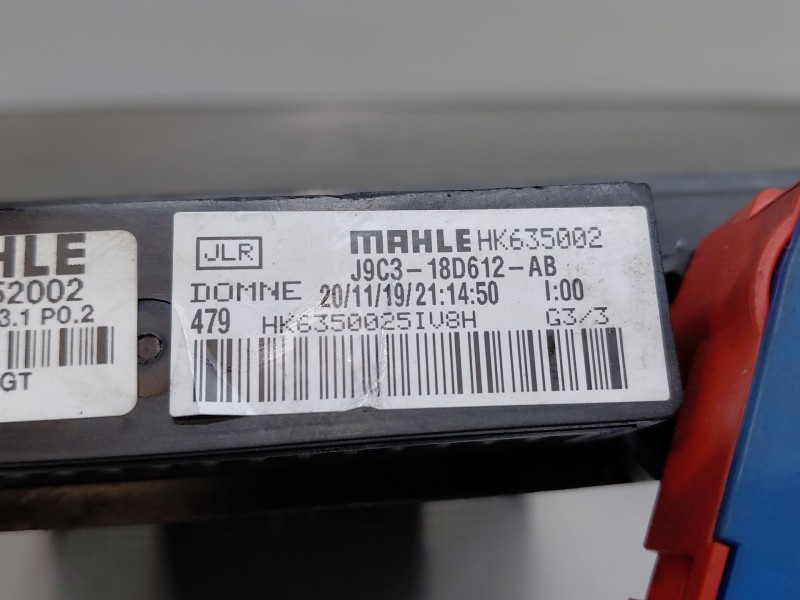 HLE
52002
3.1 P0.2
GT
JLR
MAHLE HK635002
J9C3-18D612-AB
DOMNE 20/11/19/21:14:50 I:00
479 HK6350025IV8H G3/3